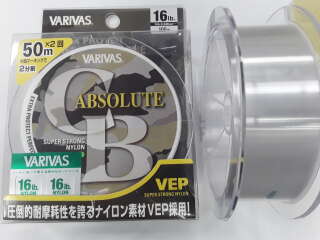 VARIVAS
16lb.
50m×2回
2分割
VARIVAS
CB
ABSOLUTE
SUPER STRONG
NYLON
VARIVAS
16lb.
NYLON
16lb.
NYLON
VEP
SUPER STRONG NYLON
圧倒的耐摩耗性を誇るナイロン素材VEP採用!